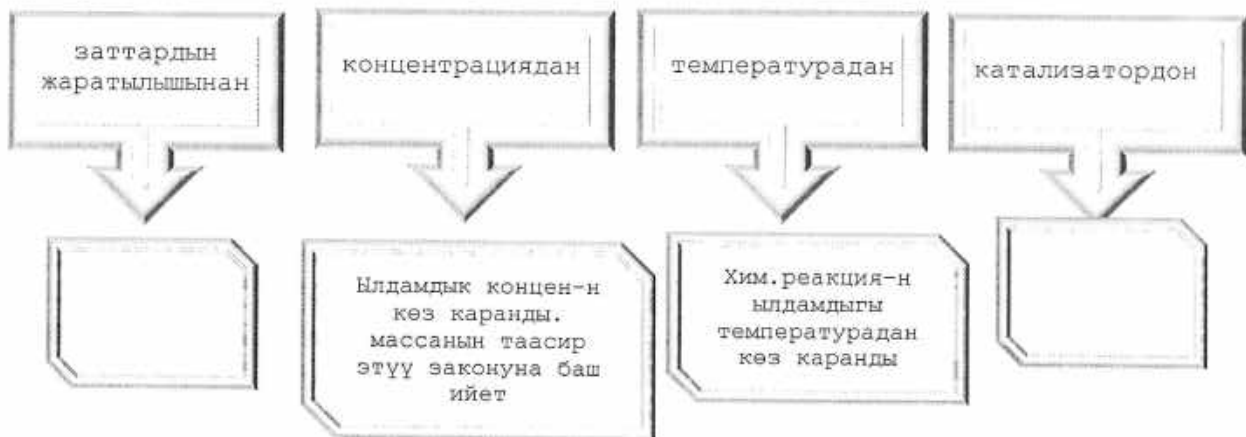 заттардын
жаратылышынан
концентрациядан
температурадан
катализатордон
Ылдамдык концен-н
көз каранды.
массанын таасир
этүү законуна баш
ийет
Хим.реакция-н
ылдамдыгы
температурадан
көз каранды